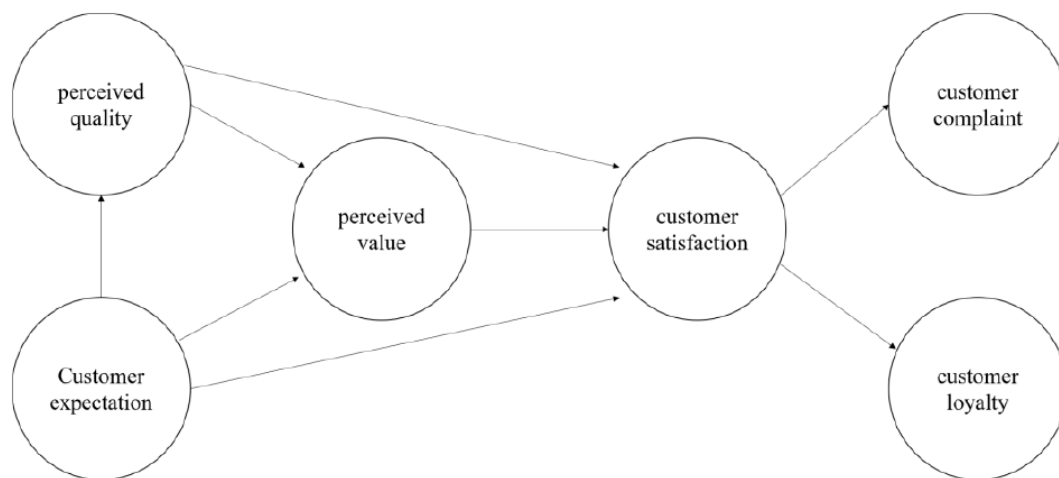 perceived
quality
customer
complaint
perceived
value
customer
satisfaction
Customer
expectation
customer
loyalty